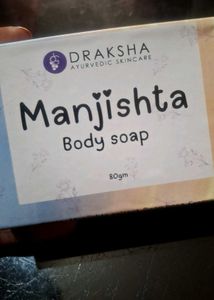 DRAKSHA
AYURVEDIC SKINCARE
Manjishta
Body soap
80gm